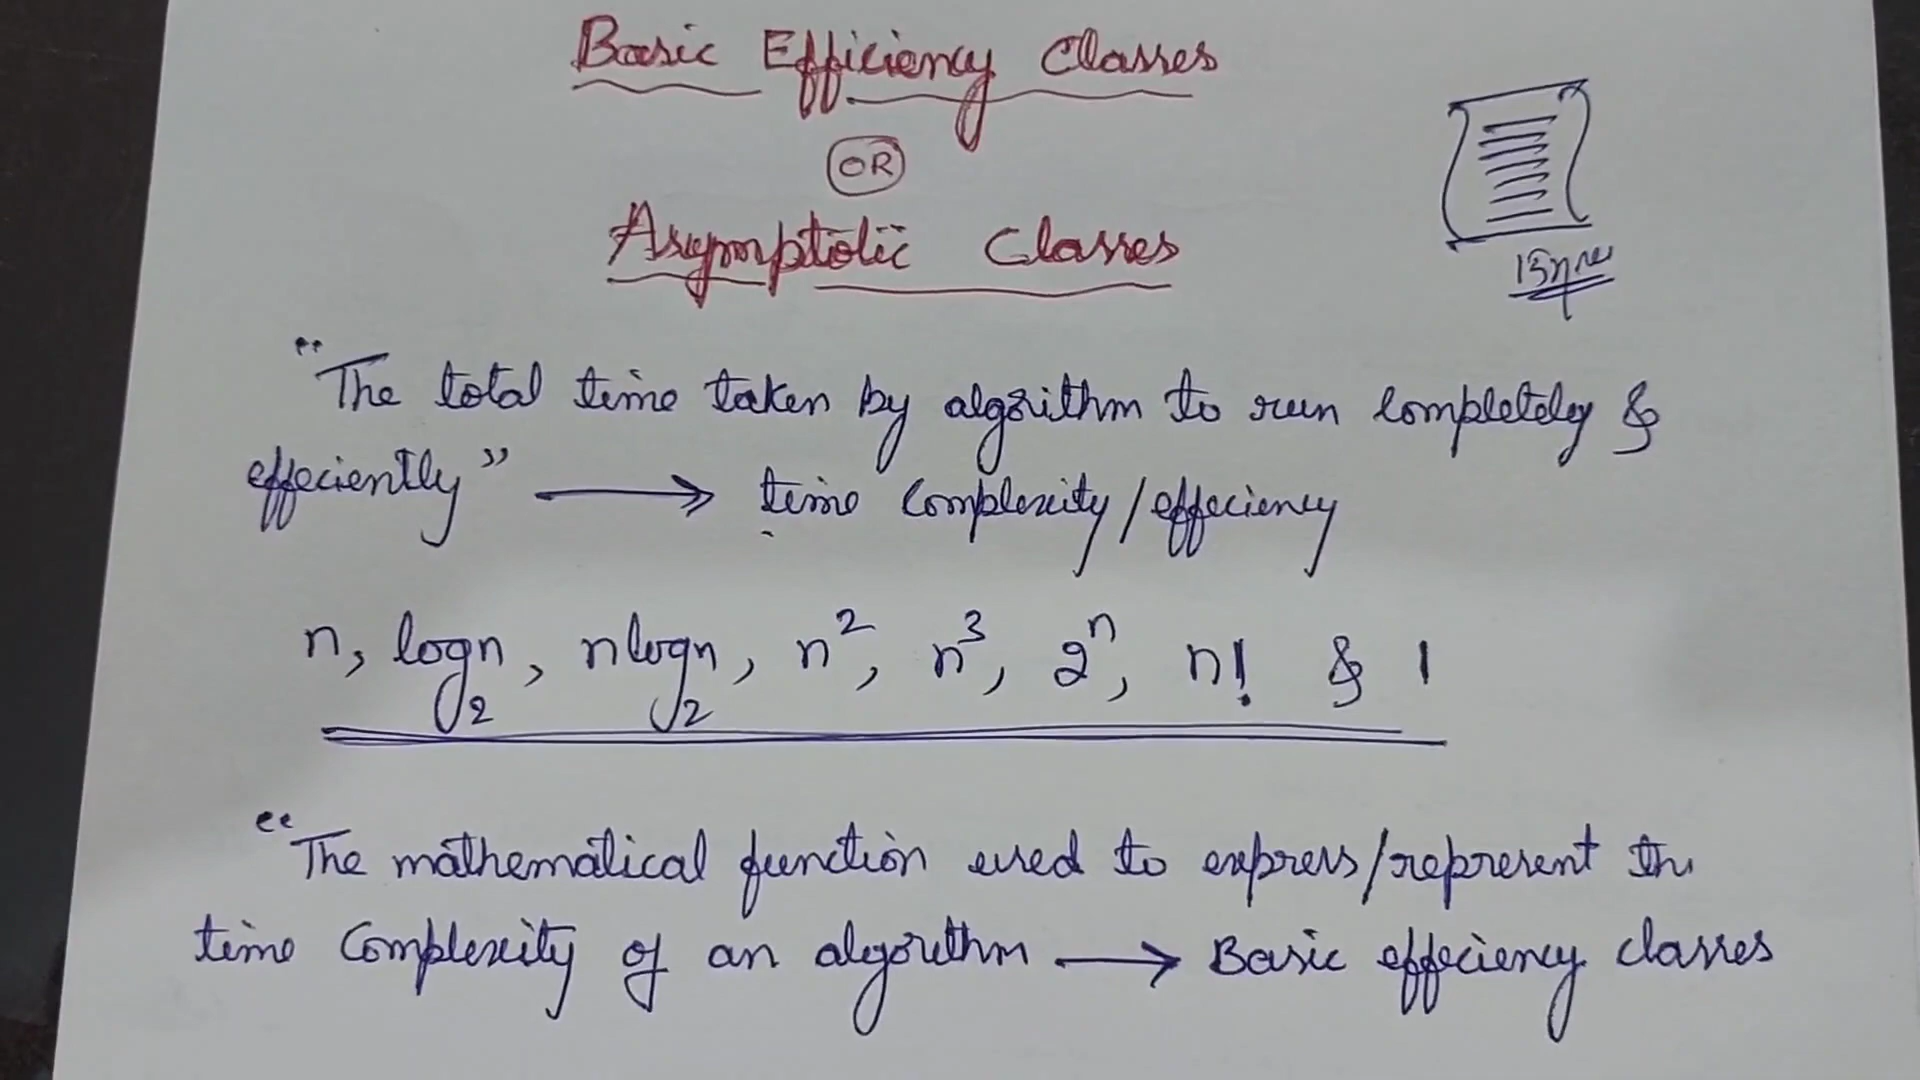 Basic Efficiency Classes
OR
Asymptotic Classes
"The total time taken by algorithm to run completely &
effeciently" → time complexity/effeciency
n, log₂n, nlog₂n, n², n³, 2ⁿ, n! & 1
"The mathematical function used to express/represent the
time complexity of an algorithm → Basic effeciency classes